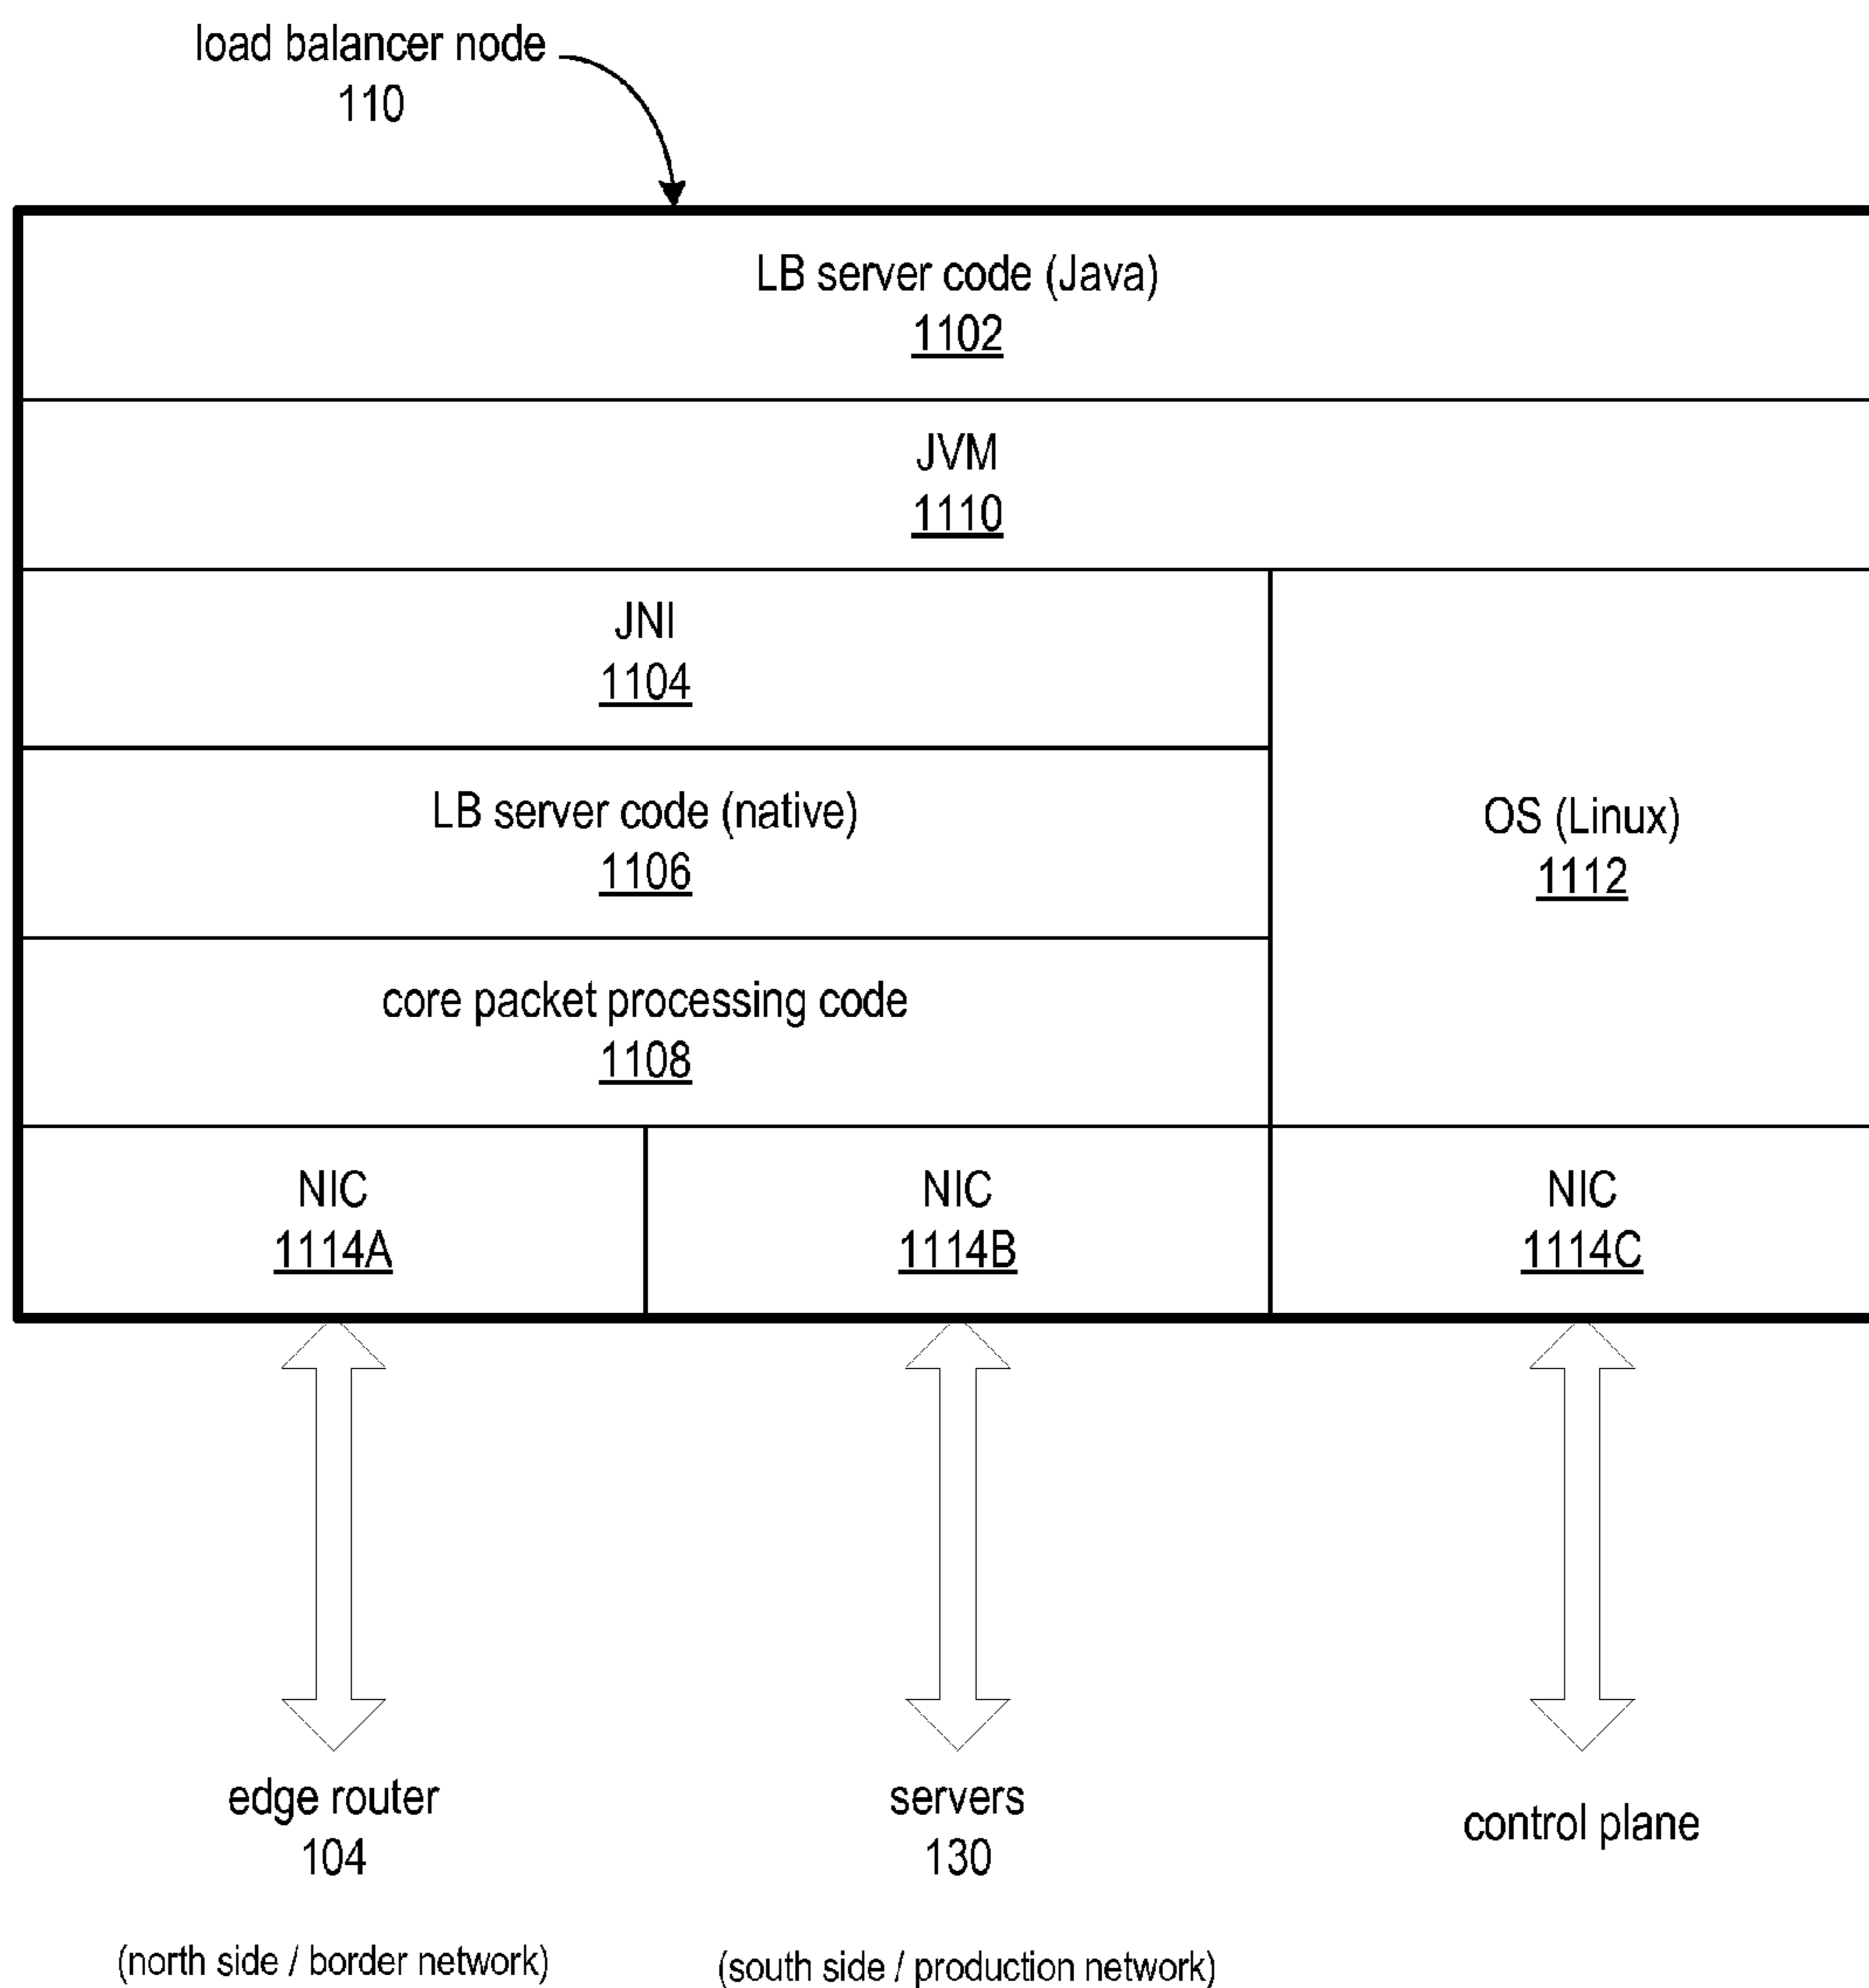 load balancer node
110
LB server code (Java)
1102
JVM
1110
JNI
1104
LB server code (native)
1106
OS (Linux)
1112
core packet processing code
1108
NIC
1114A
NIC
1114B
NIC
1114C
edge router
104
servers
130
control plane
(north side / border network)
(south side / production network)